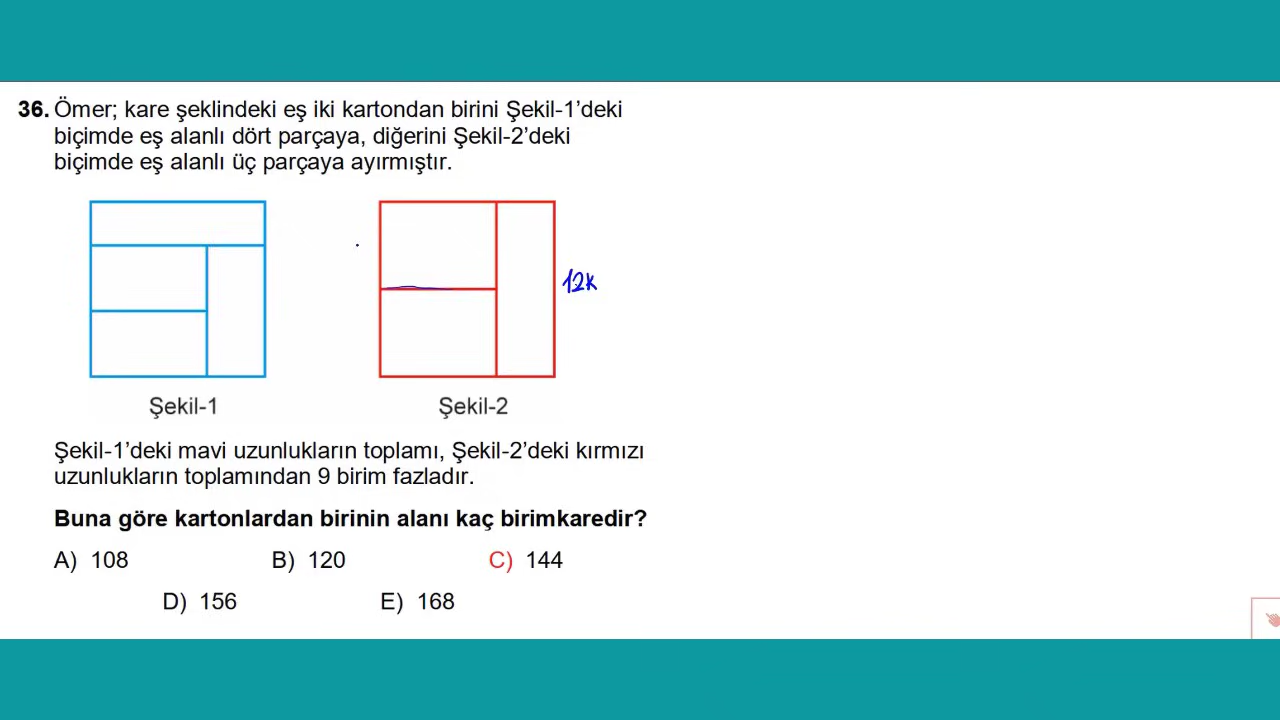 36. Ömer; kare şeklindeki eş iki kartondan birini Şekil-1’deki
biçimde eş alanlı dört parçaya, diğerini Şekil-2’deki
biçimde eş alanlı üç parçaya ayırmıştır.
12k
Şekil-1 Şekil-2
Şekil-1’deki mavi uzunlukların toplamı, Şekil-2’deki kırmızı
uzunlukların toplamından 9 birim fazladır.
Buna göre kartonlardan birinin alanı kaç birimkaredir?
A) 108 B) 120 C) 144
D) 156 E) 168